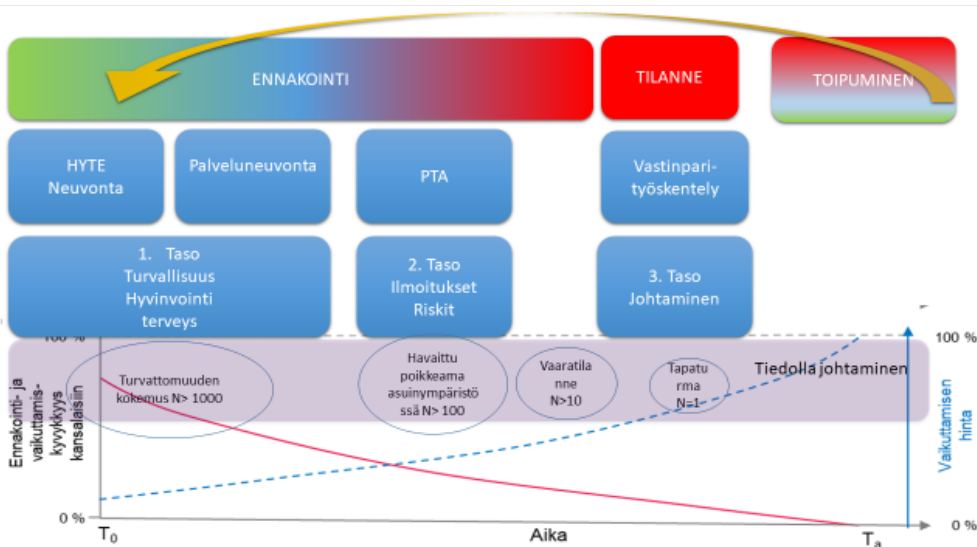 ENNAKOINTI
TILANNE
TOIPUMINEN
HYTE
Neuvonta
Palveluneuvonta
PTA
Vastinpari-
työskentely
1. Taso
Turvallisuus
Hyvinvointi
terveys
2. Taso
Ilmoitukset
Riskit
3. Taso
Johtaminen
100 %
100 %
Ennakointi- ja
vaikuttamis-
kyvykkyys
kansalaisiin
Turvattomuuden
kokemus N> 1000
Havaittu
poikkeama
asuinympäristö
ssä N> 100
Vaaratila
nne
N>10
Tapatu
rma
N=1
Tiedolla johtaminen
Vaikuttamisen
hinta
0 %
0 %
T0
Aika
Ta